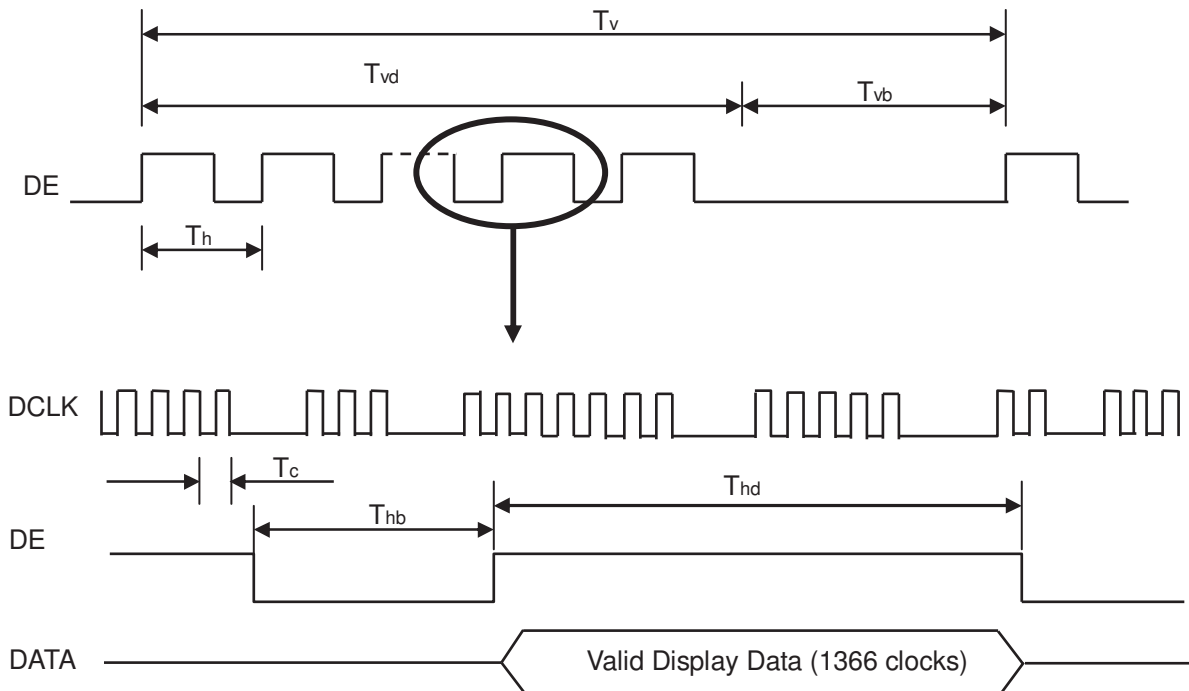 Tv
Tvd
Tvb
DE
Th
DCLK
Tc
Thd
Thb
DE
DATA
Valid Display Data (1366 clocks)